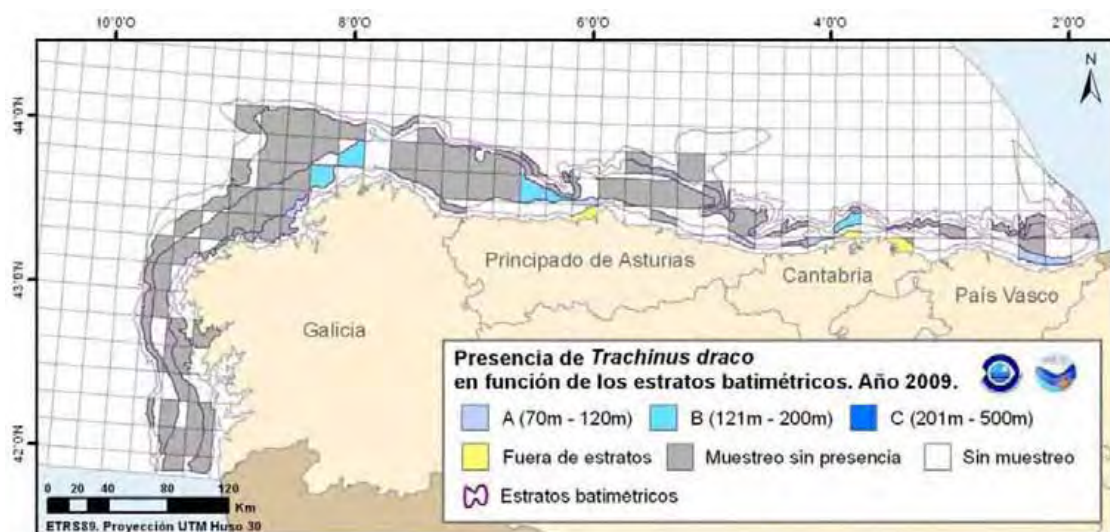 10°0'O 8°0'O 6°0'O 4°0'O 2°0'O
44°0'N
43°0'N
42°0'N
N
Principado de Asturias
Cantabria
País Vasco
Galicia
Presencia de Trachinus draco
en función de los estratos batimétricos. Año 2009.
A (70m - 120m) B (121m - 200m) C (201m - 500m)
Fuera de estratos Muestreo sin presencia Sin muestreo
Estratos batimétricos
0 20 40 80 120
Km
ETRS89. Proyección UTM Huso 30